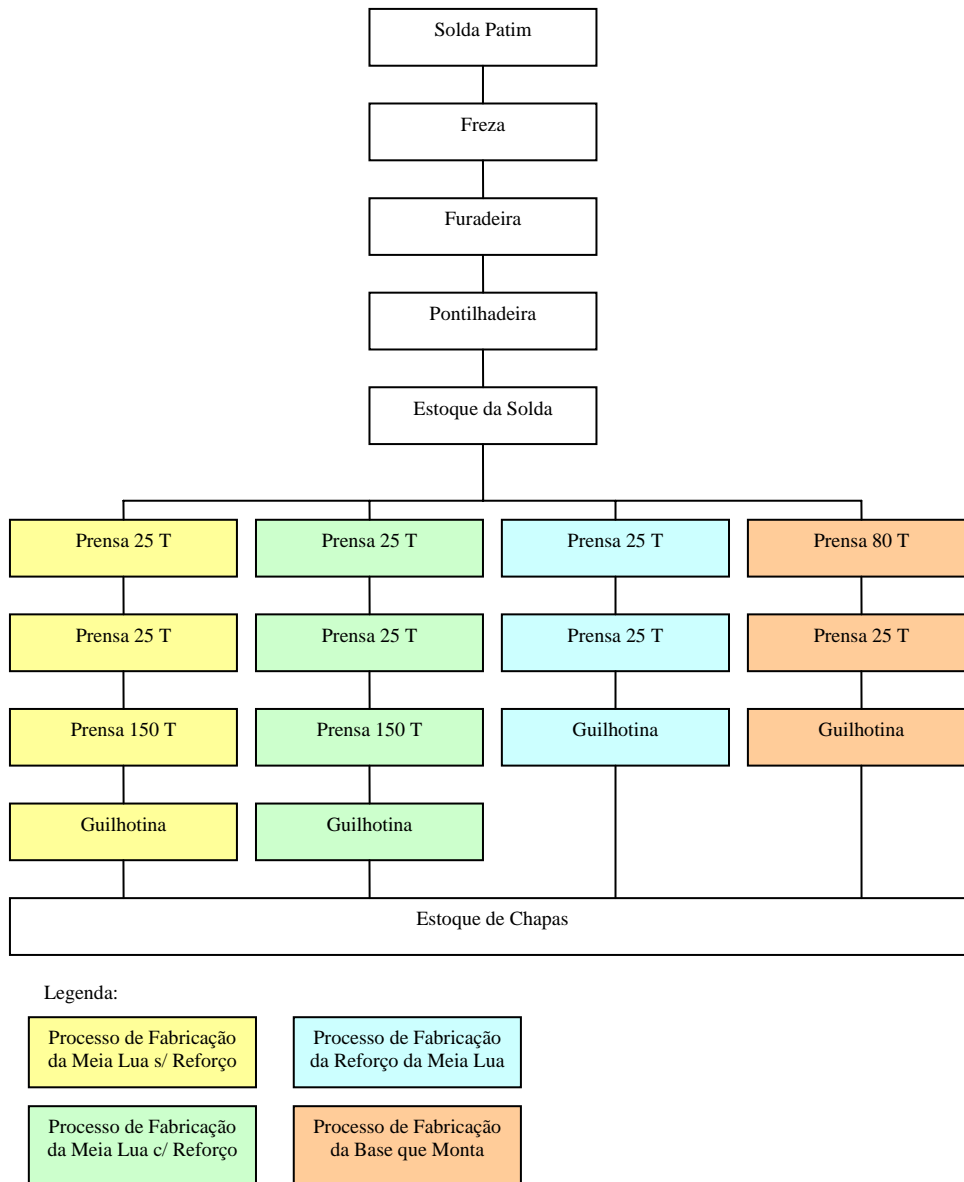 Solda Patim
Freza
Furadeira
Pontilhadeira
Estoque da Solda
Prensa 25 T
Prensa 25 T
Prensa 25 T
Prensa 80 T
Prensa 25 T
Prensa 25 T
Prensa 25 T
Prensa 25 T
Prensa 150 T
Prensa 150 T
Guilhotina
Guilhotina
Guilhotina
Guilhotina
Estoque de Chapas
Legenda:
Processo de Fabricação
da Meia Lua s/ Reforço
Processo de Fabricação
da Reforço da Meia Lua
Processo de Fabricação
da Meia Lua c/ Reforço
Processo de Fabricação
da Base que Monta